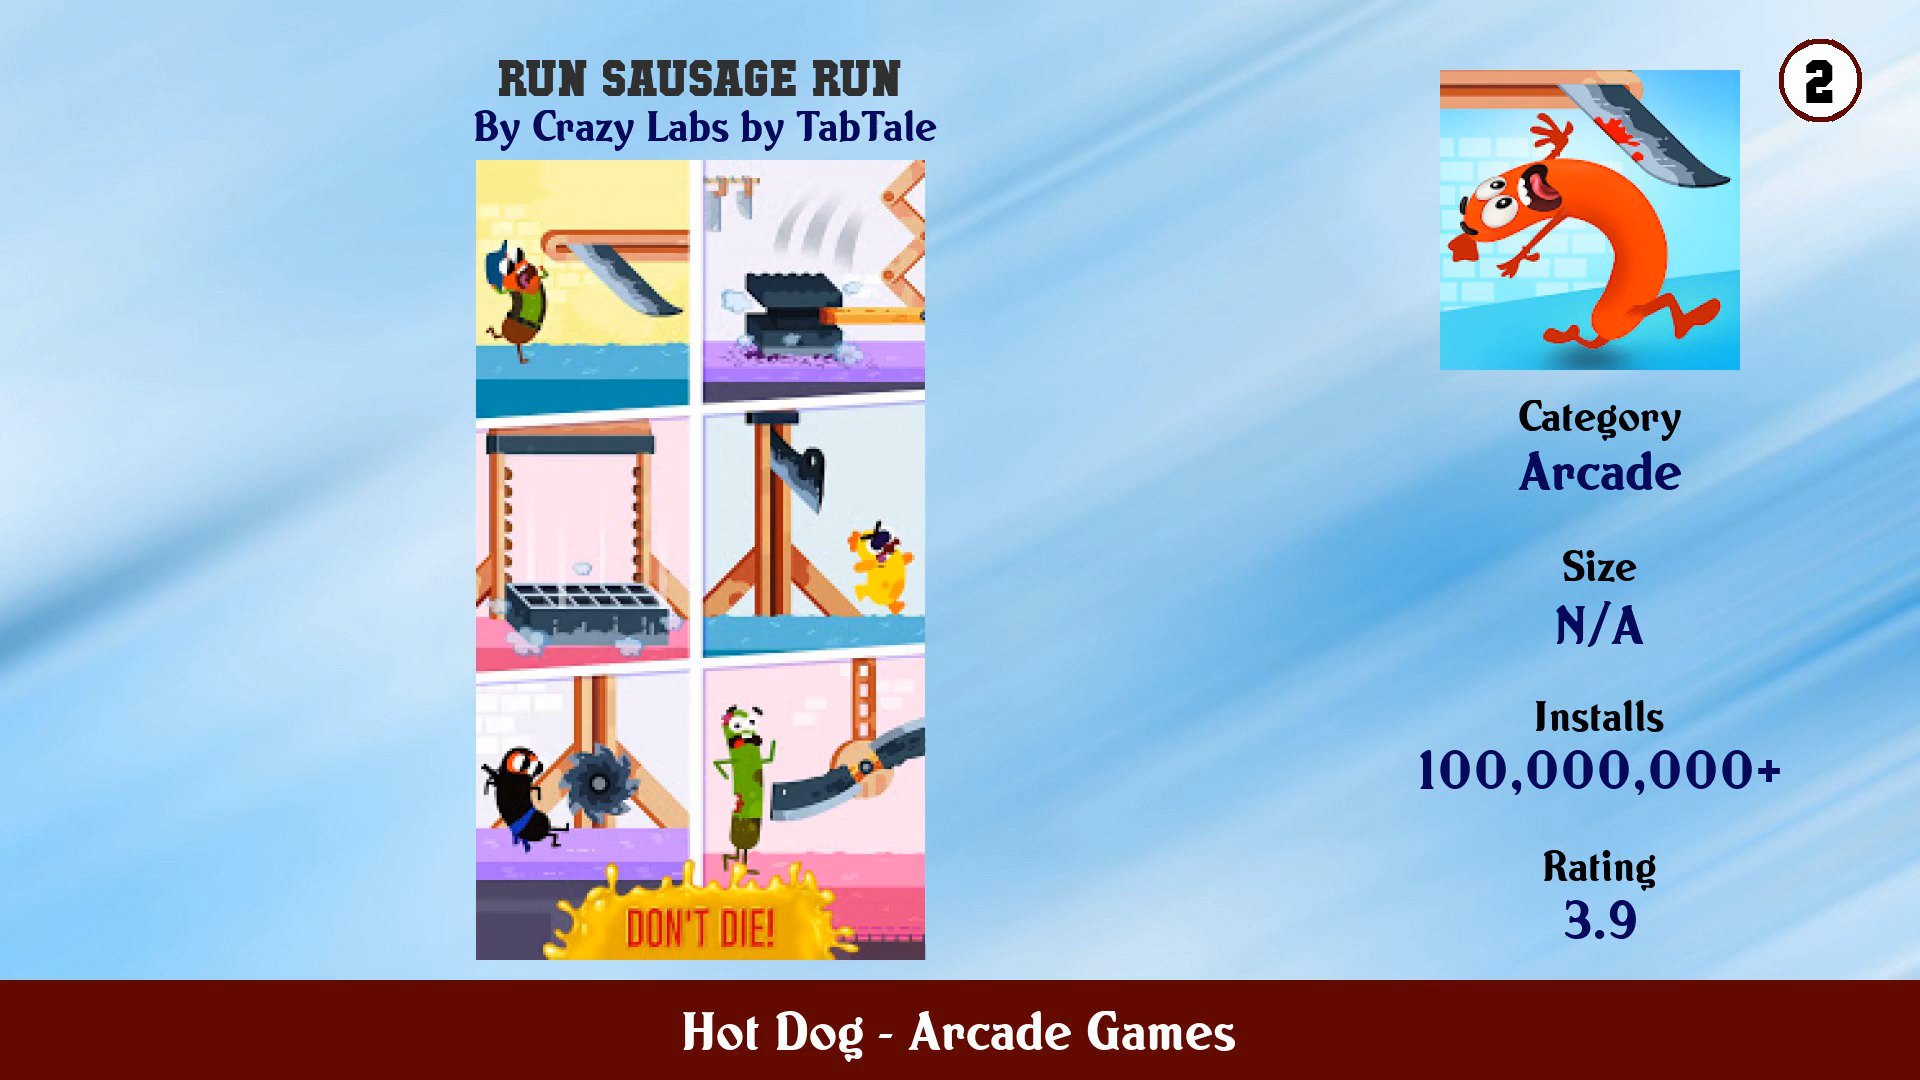 RUN SAUSAGE RUN
By Crazy Labs by TabTale
2
Category
Arcade
Size
N/A
Installs
100,000,000+
Rating
3.9
DON'T DIE!
Hot Dog - Arcade Games